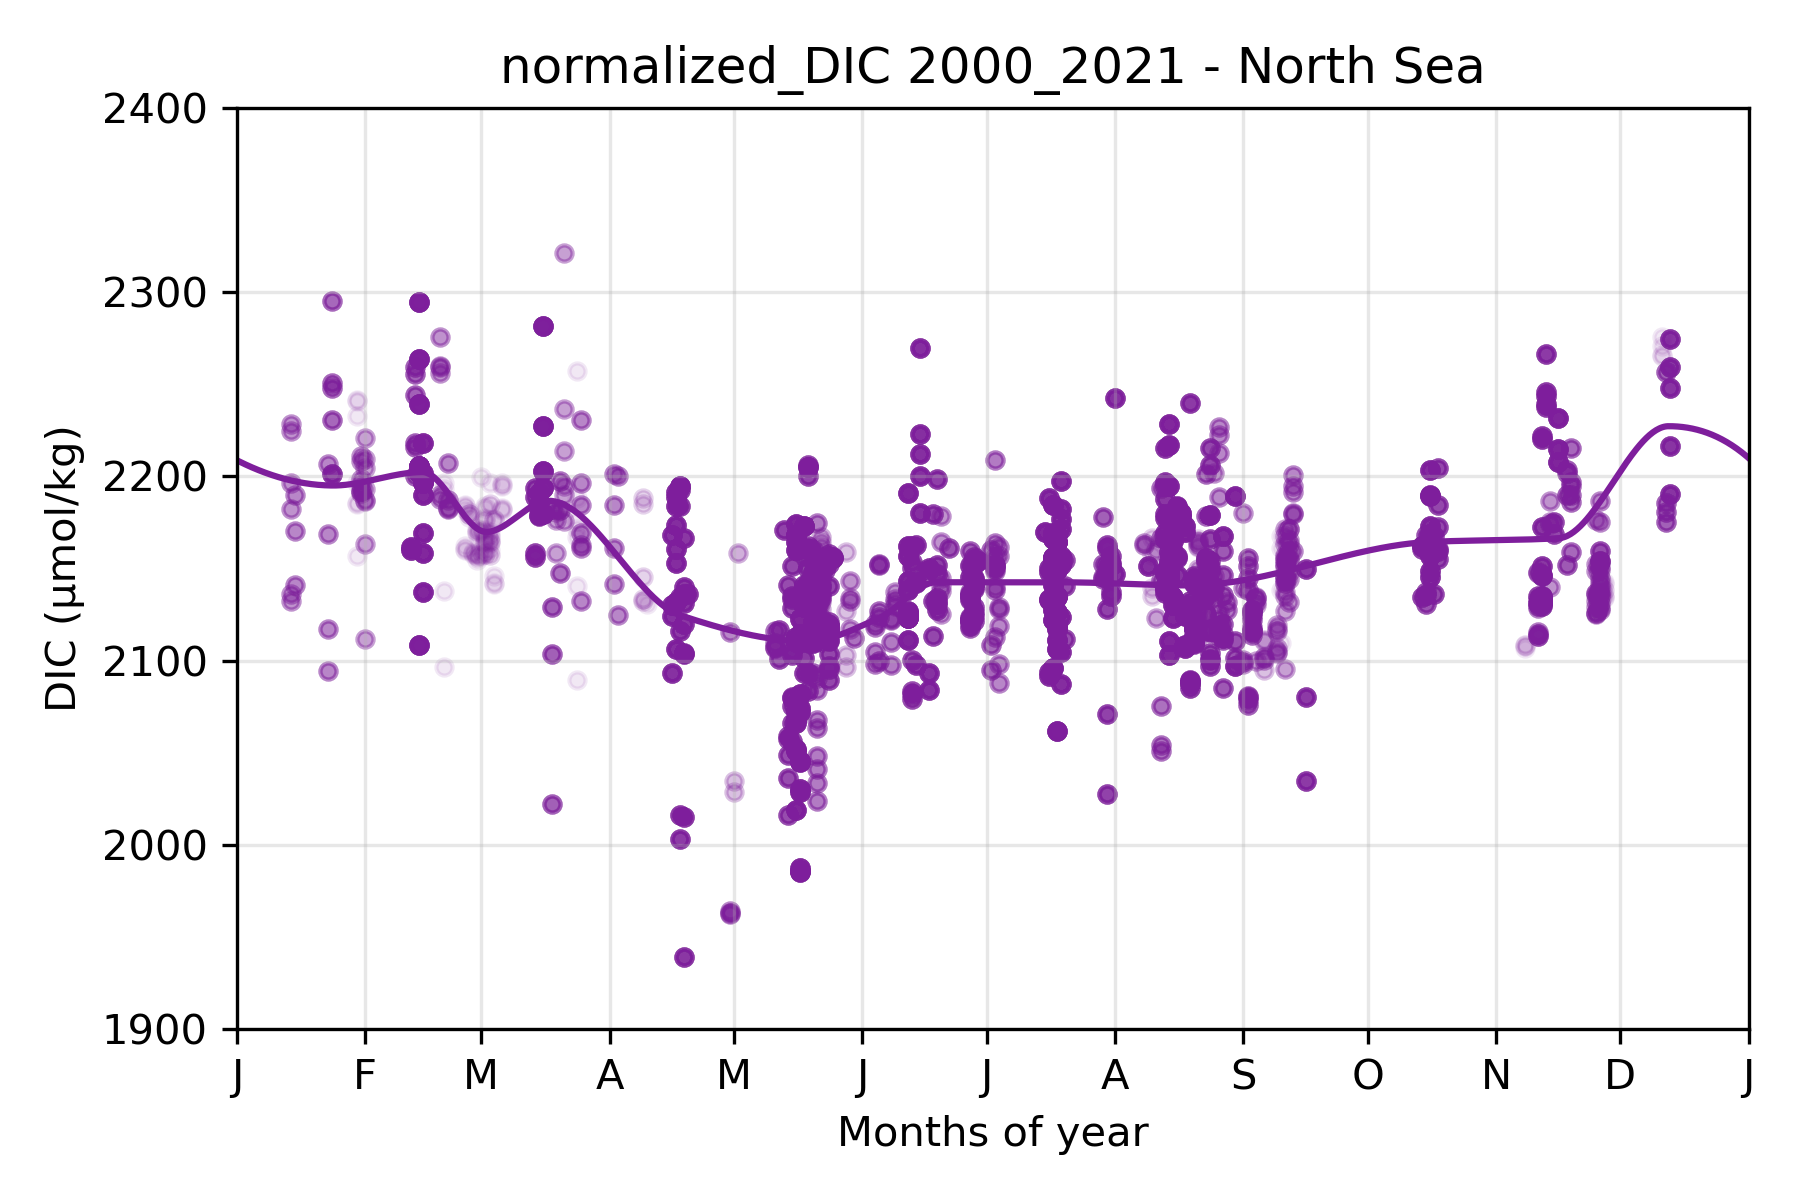 normalized_DIC 2000_2021 - North Sea
2400
2300
2200
2100
2000
1900
DIC (µmol/kg)
J F M A M J J A S O N D J
Months of year